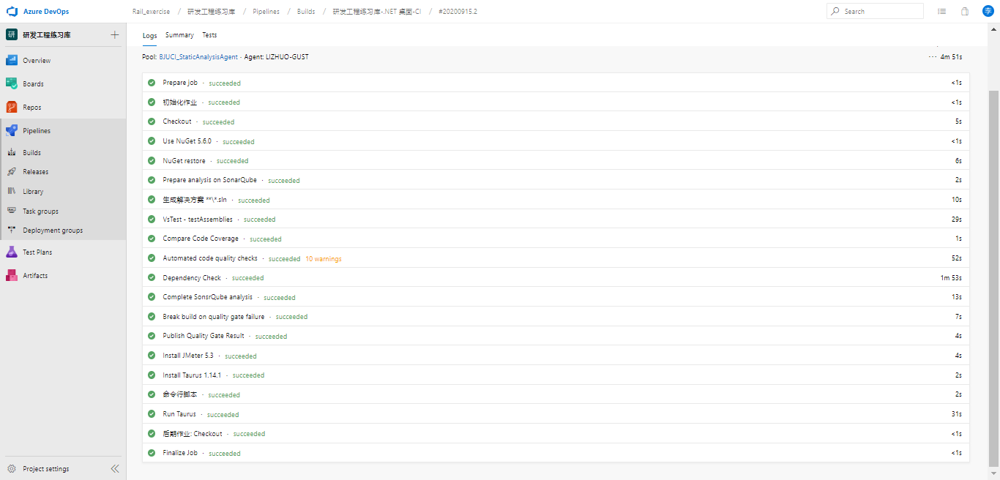 Azure DevOps
Rail_exercise / 研发工程练习库 / Pipelines / Builds / 研发工程练习库-.NET 桌面-CI / #20200915.2
Search
李
研 研发工程练习库
Overview
Boards
Repos
Pipelines
Builds
Releases
Library
Task groups
Deployment groups
Test Plans
Artifacts
Project settings
Logs Summary Tests
Pool: BJUCI_StaticAnalysisAgent · Agent: LIZHUO-GUST ··· 4m 51s
Prepare job · succeeded <1s
初始化作业 · succeeded <1s
Checkout · succeeded 5s
Use NuGet 5.6.0 · succeeded <1s
NuGet restore · succeeded 6s
Prepare analysis on SonarQube · succeeded 2s
生成解决方案 **\*.sln · succeeded 10s
VsTest - testAssemblies · succeeded 29s
Compare Code Coverage · succeeded 1s
Automated code quality checks · succeeded 10 warnings 52s
Dependency Check · succeeded 1m 53s
Complete SonsrQube analysis · succeeded 13s
Break build on quality gate failure · succeeded 7s
Publish Quality Gate Result · succeeded 4s
Install JMeter 5.3 · succeeded 4s
Install Taurus 1.14.1 · succeeded 2s
命令行脚本 · succeeded 2s
Run Taurus · succeeded 31s
后期作业: Checkout · succeeded <1s
Finalize Job · succeeded <1s